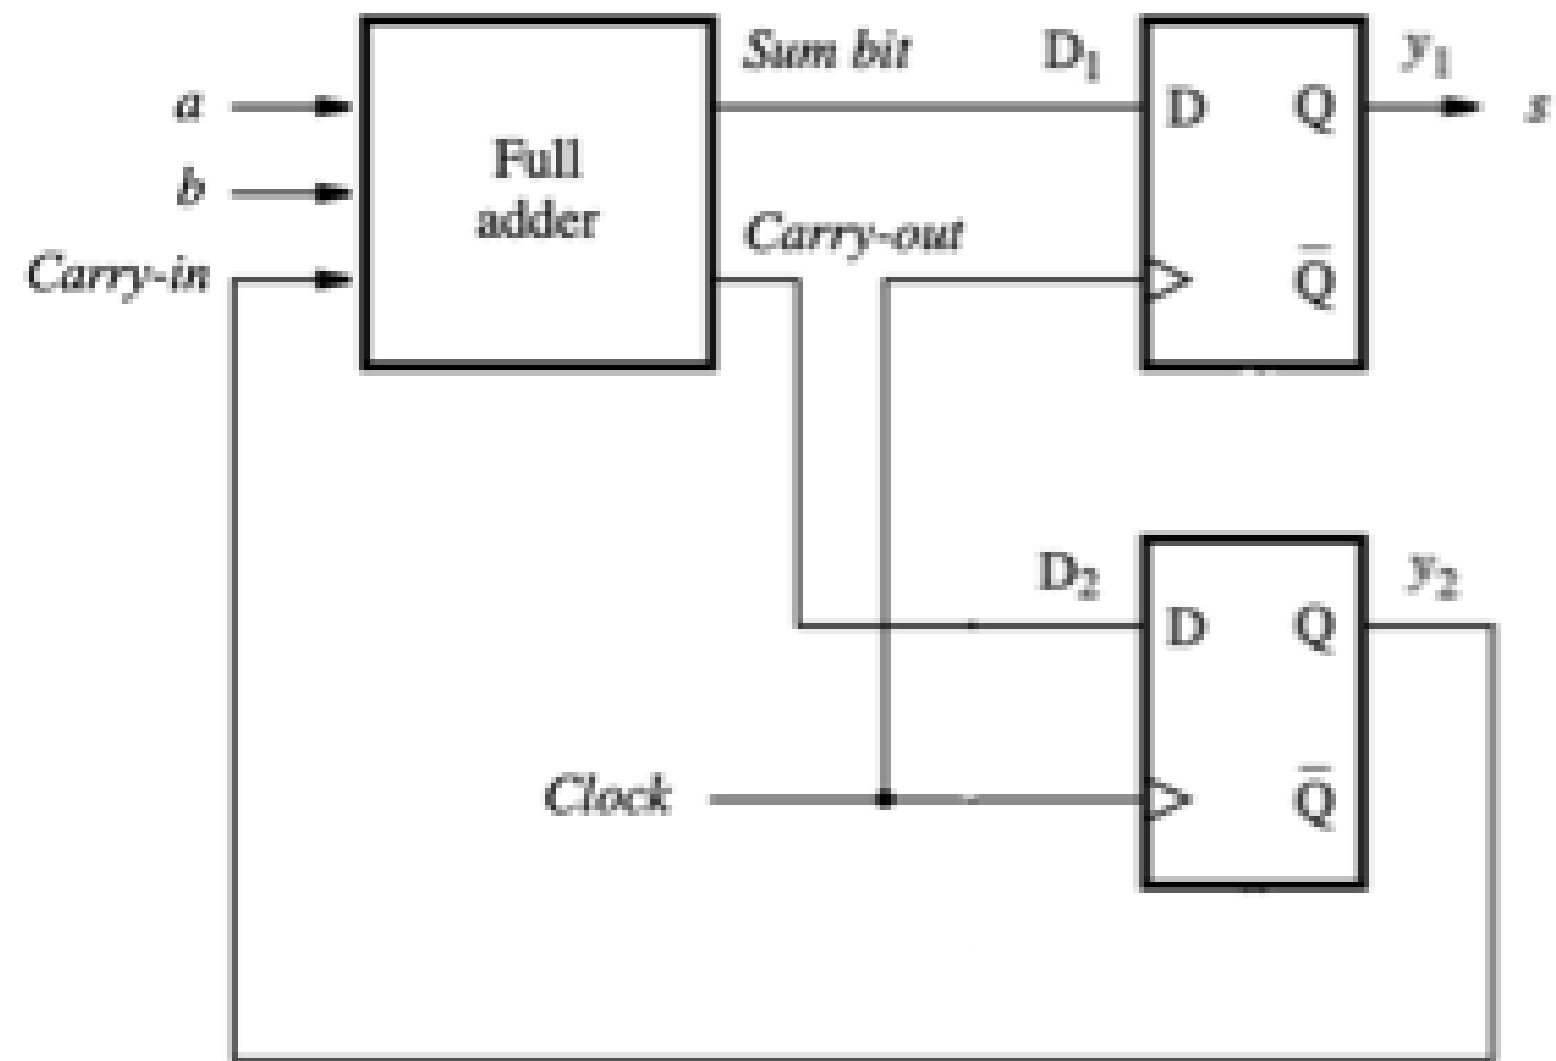 Sum bit
D₁
y₁
a
D
Q
s
Full
adder
b
Carry-out
Carry-in
Q̅
D₂
y₂
D
Q
Clock
Q̅